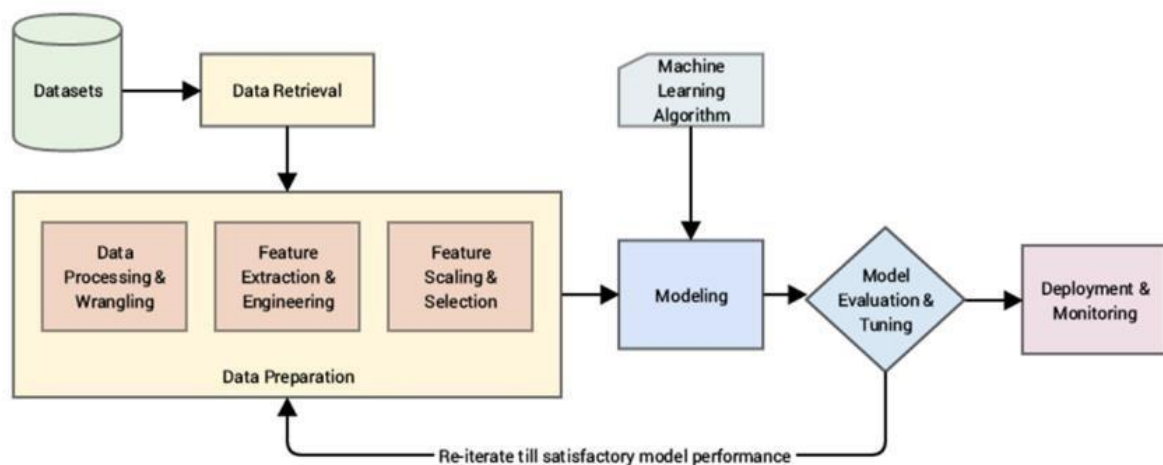 Datasets
Data Retrieval
Machine
Learning
Algorithm
Data
Processing &
Wrangling
Feature
Extraction &
Engineering
Feature
Scaling &
Selection
Data Preparation
Modeling
Model
Evaluation &
Tuning
Deployment &
Monitoring
Re-iterate till satisfactory model performance